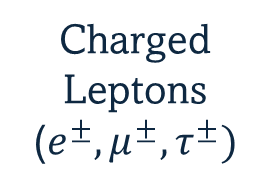 Charged
Leptons
(e±, μ±, τ±)